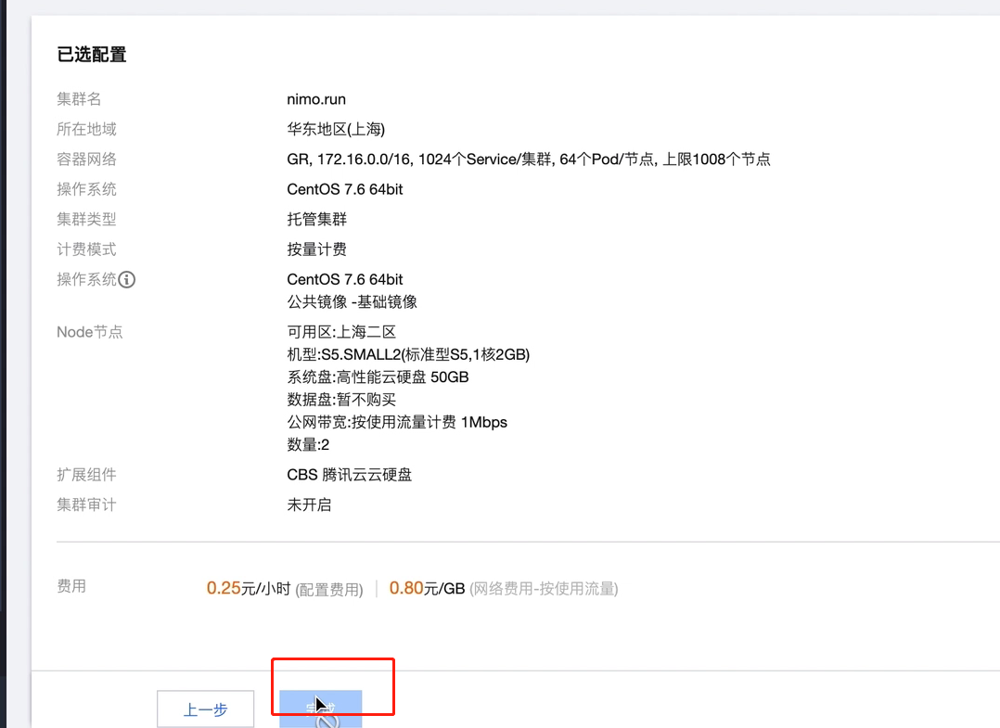 已选配置
集群名 nimo.run
所在地域 华东地区(上海)
容器网络 GR, 172.16.0.0/16, 1024个Service/集群, 64个Pod/节点, 上限1008个节点
操作系统 CentOS 7.6 64bit
集群类型 托管集群
计费模式 按量计费
操作系统 CentOS 7.6 64bit
公共镜像 -基础镜像
Node节点 可用区:上海二区
机型:S5.SMALL2(标准型S5,1核2GB)
系统盘:高性能云硬盘 50GB
数据盘:暂不购买
公网带宽:按使用流量计费 1Mbps
数量:2
扩展组件 CBS 腾讯云云硬盘
集群审计 未开启
费用 0.25元/小时 (配置费用) 0.80元/GB (网络费用-按使用流量)
上一步 完成